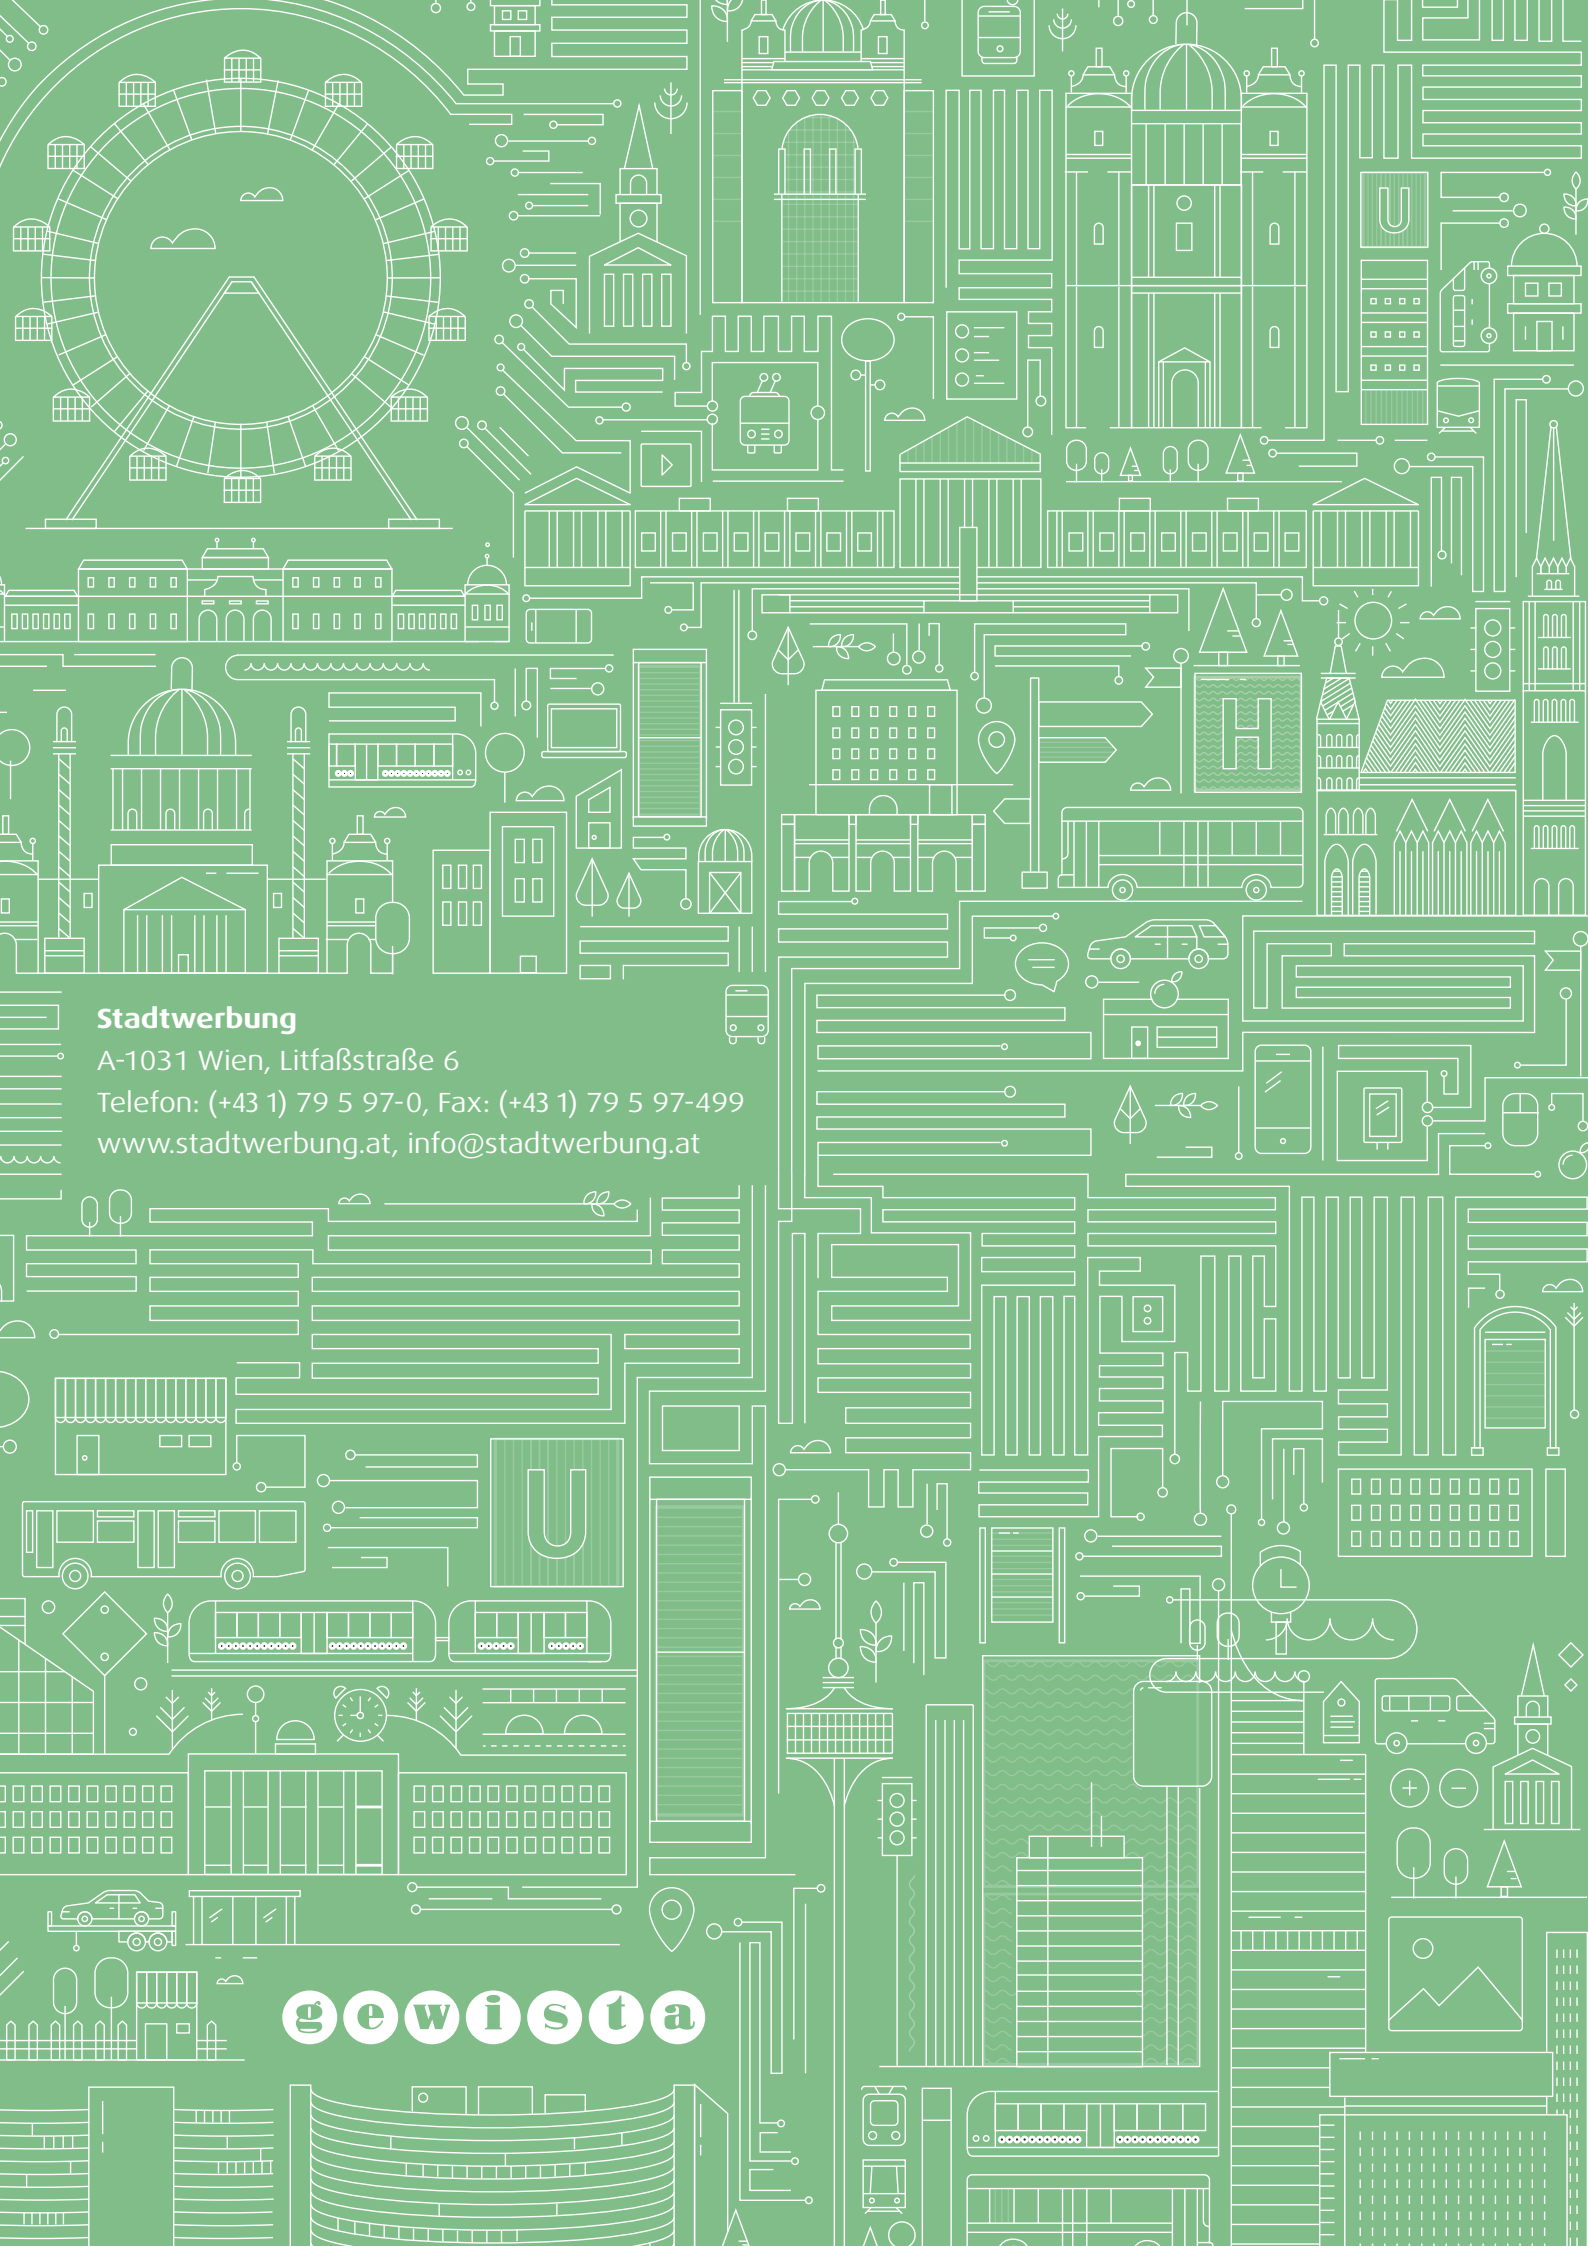 U
H
Stadtwerbung
A-1031 Wien, Litfaßstraße 6
Telefon: (+43 1) 79 5 97-0, Fax: (+43 1) 79 5 97-499
www.stadtwerbung.at, info@stadtwerbung.at
U
gewista